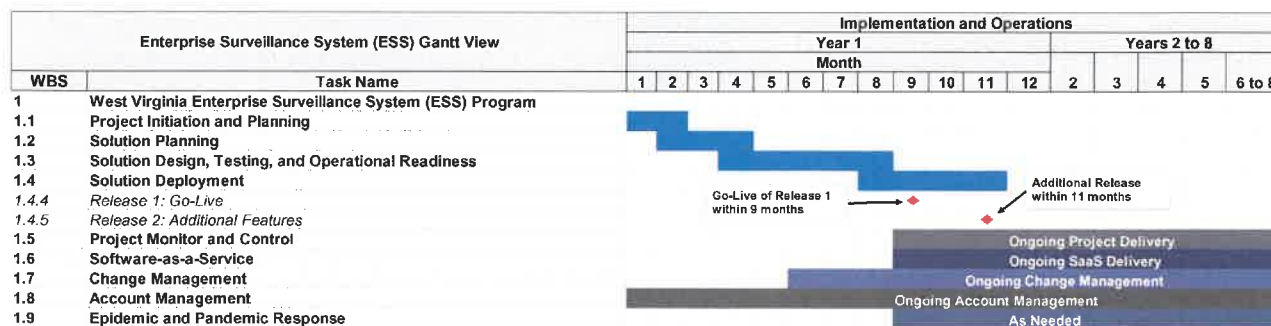 Enterprise Surveillance System (ESS) Gantt View
Implementation and Operations
Year 1
Years 2 to 8
Month
WBS
Task Name
1 2 3 4 5 6 7 8 9 10 11 12 2 3 4 5 6 to 8
1 West Virginia Enterprise Surveillance System (ESS) Program
1.1 Project Initiation and Planning
1.2 Solution Planning
1.3 Solution Design, Testing, and Operational Readiness
1.4 Solution Deployment
1.4.4 Release 1: Go-Live
Go-Live of Release 1
within 9 months
Additional Release
within 11 months
1.4.5 Release 2: Additional Features
1.5 Project Monitor and Control
Ongoing Project Delivery
1.6 Software-as-a-Service
Ongoing SaaS Delivery
1.7 Change Management
Ongoing Change Management
1.8 Account Management
Ongoing Account Management
1.9 Epidemic and Pandemic Response
As Needed